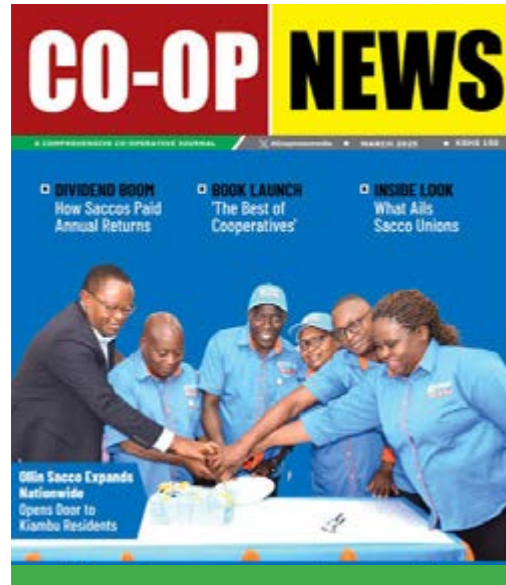 CO-OP NEWS
A COMPREHENSIVE CO-OPERATIVE JOURNAL
MARCH 2025
KSHS 150
DIVIDEND BOOM
How Saccos Paid
Annual Returns
BOOK LAUNCH
'The Best of
Cooperatives'
INSIDE LOOK
What Ails
Sacco Unions
Ollin Sacco Expands
Nationwide
Opens Door to
Kiambu Residents